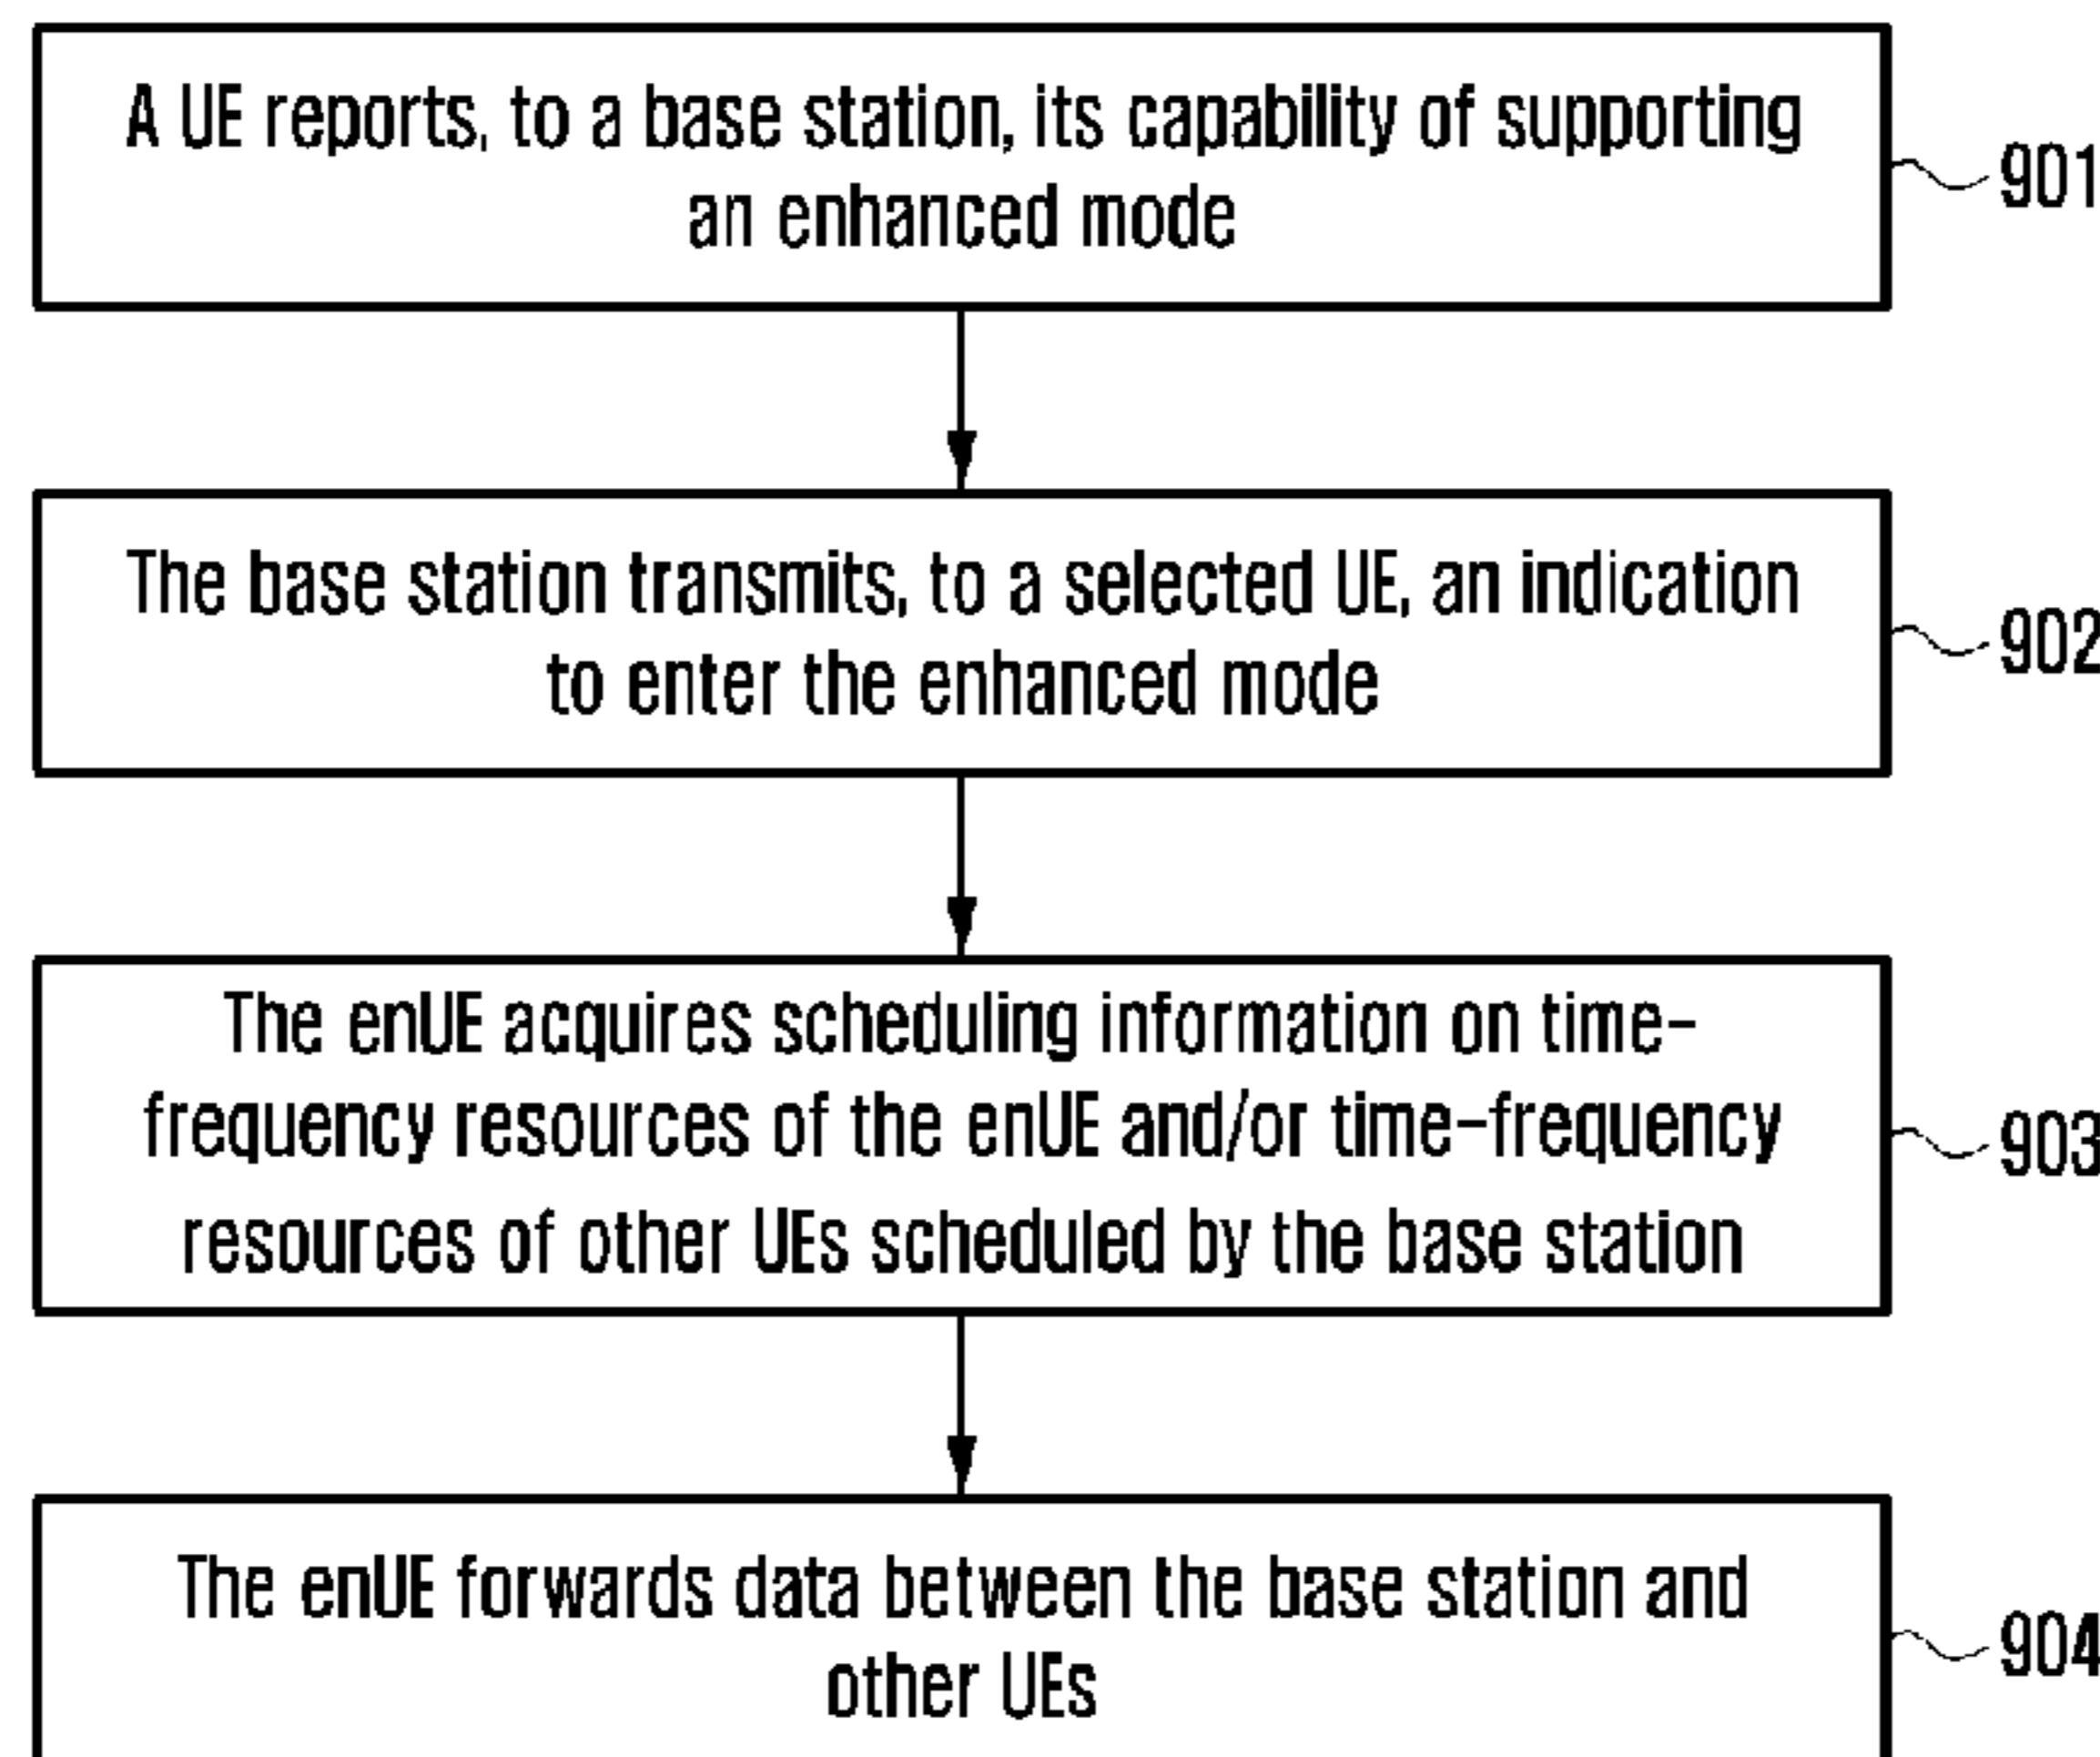 A UE reports, to a base station, its capability of supporting
an enhanced mode
901
The base station transmits, to a selected UE, an indication
to enter the enhanced mode
902
The enUE acquires scheduling information on time-
frequency resources of the enUE and/or time-frequency
resources of other UEs scheduled by the base station
903
The enUE forwards data between the base station and
other UEs
904